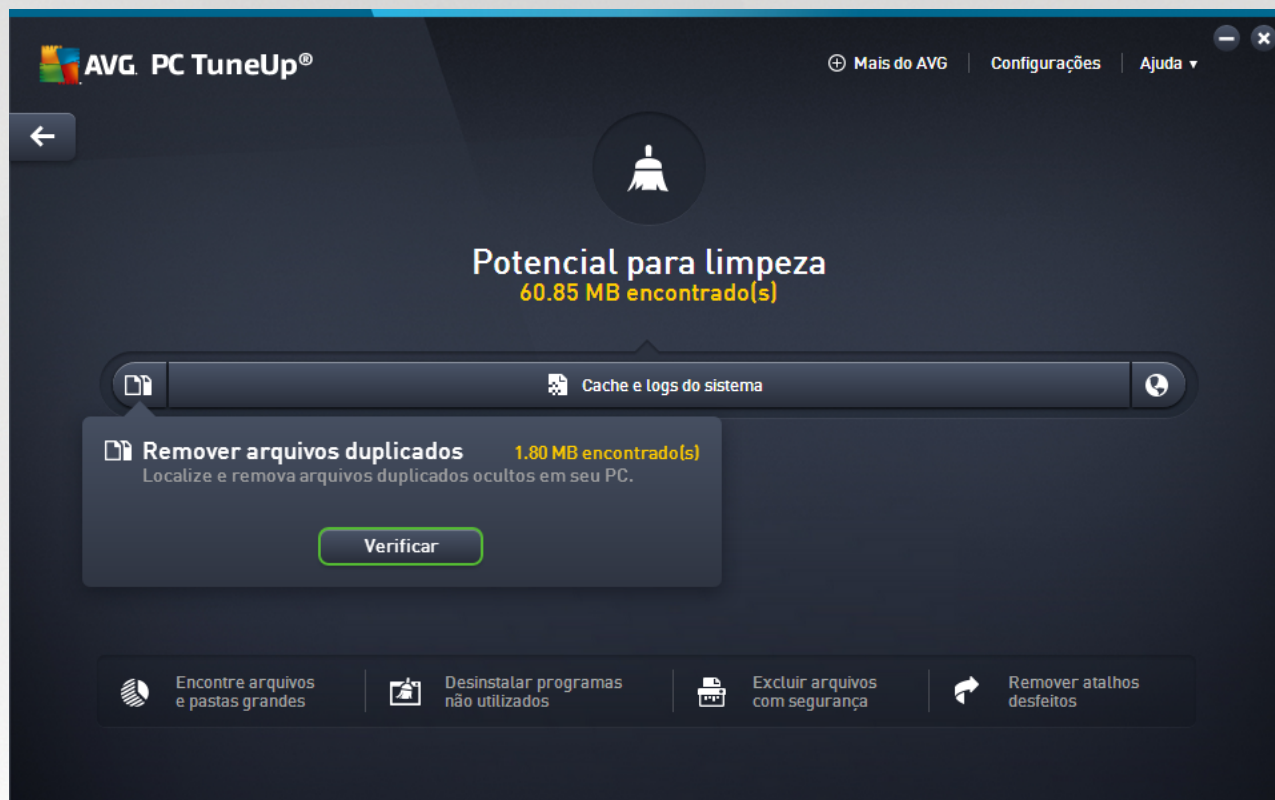 AVG. PC TuneUp®
Mais do AVG
Configurações
Ajuda
Potencial para limpeza
60.85 MB encontrado(s)
Cache e logs do sistema
Remover arquivos duplicados
1.80 MB encontrado(s)
Localize e remova arquivos duplicados ocultos em seu PC.
Verificar
Encontre arquivos
e pastas grandes
Desinstalar programas
não utilizados
Excluir arquivos
com segurança
Remover atalhos
desfeitos